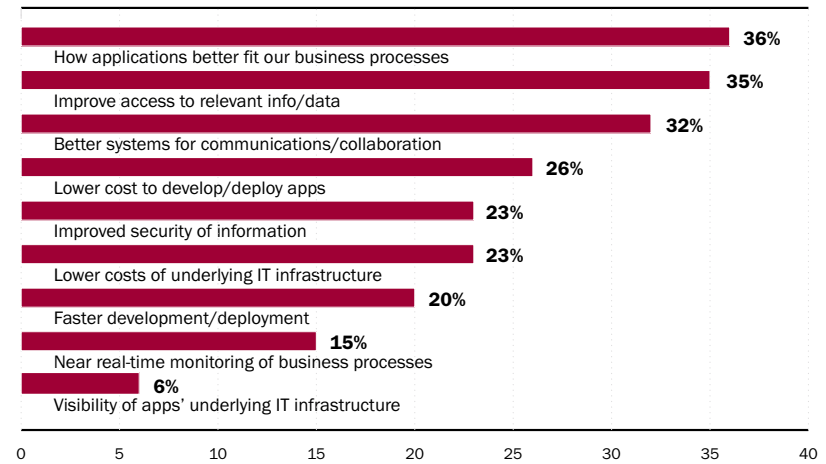 36%
How applications better fit our business processes
35%
Improve access to relevant info/data
32%
Better systems for communications/collaboration
26%
Lower cost to develop/deploy apps
23%
Improved security of information
23%
Lower costs of underlying IT infrastructure
20%
Faster development/deployment
15%
Near real-time monitoring of business processes
6%
Visibility of apps’ underlying IT infrastructure
0 5 10 15 20 25 30 35 40